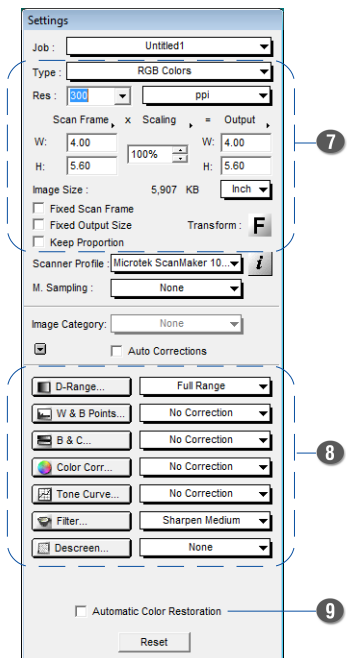 Settings
Job : Untitled1
Type : RGB Colors
Res : 300 ppi
Scan Frame x Scaling = Output
W: 4.00 100% W: 4.00
H: 5.60 H: 5.60
Image Size : 5,907 KB Inch
Fixed Scan Frame
Fixed Output Size Transform : F
Keep Proportion
Scanner Profile : Microtek ScanMaker 10... i
M. Sampling : None
Image Category: None
Auto Corrections
D-Range... Full Range
W & B Points... No Correction
B & C... No Correction
Color Corr... No Correction
Tone Curve... No Correction
Filter... Sharpen Medium
Descreen... None
Automatic Color Restoration
Reset
7
8
9